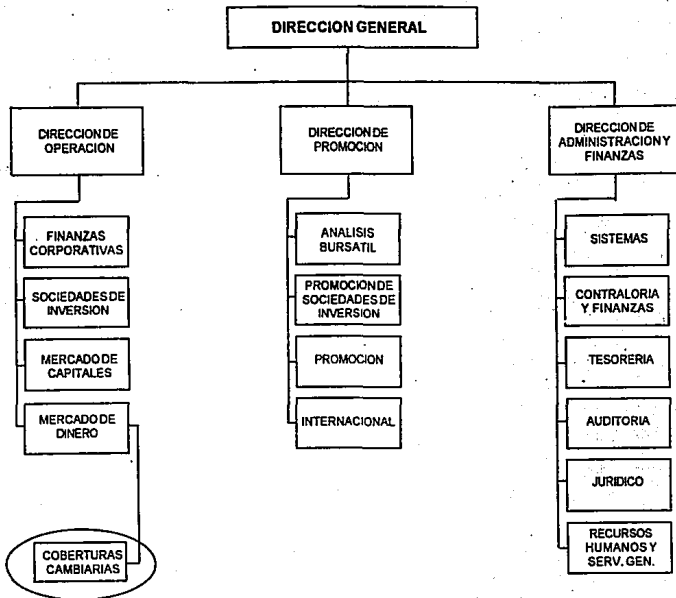 DIRECCION GENERAL
DIRECCION DE
OPERACION
FINANZAS
CORPORATIVAS
SOCIEDADES DE
INVERSION
MERCADO DE
CAPITALES
MERCADO DE
DINERO
COBERTURAS
CAMBIARIAS
DIRECCION DE
PROMOCION
ANALISIS
BURSATIL
PROMOCION DE
SOCIEDADES DE
INVERSION
PROMOCION
INTERNACIONAL
DIRECCION DE
ADMINISTRACION Y
FINANZAS
SISTEMAS
CONTRALORIA
Y FINANZAS
TESORERIA
AUDITORIA
JURIDICO
RECURSOS
HUMANOS Y
SERV. GEN.